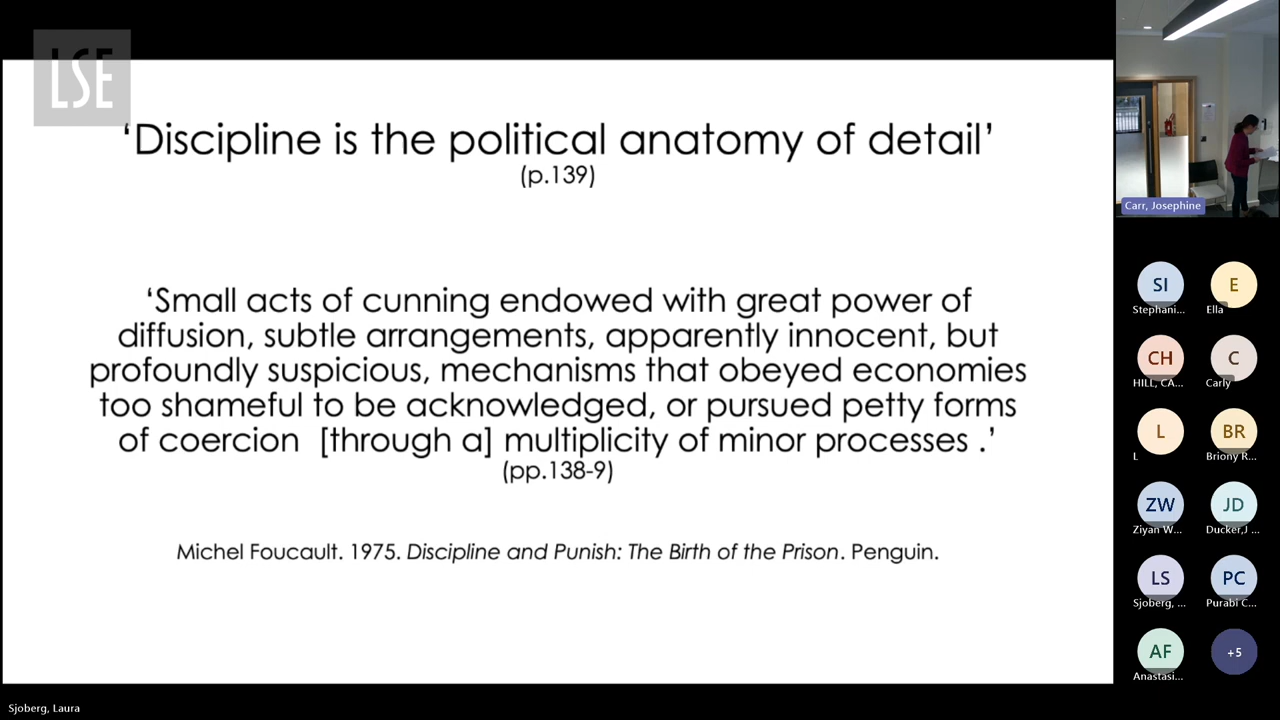 LSE
‘Discipline is the political anatomy of detail’
(p.139)
‘Small acts of cunning endowed with great power of
diffusion, subtle arrangements, apparently innocent, but
profoundly suspicious, mechanisms that obeyed economies
too shameful to be acknowledged, or pursued petty forms
of coercion [through a] multiplicity of minor processes .’
(pp.138-9)
Michel Foucault. 1975. Discipline and Punish: The Birth of the Prison. Penguin.
Carr, Josephine
SI
Stephani...
E
Ella
CH
HILL, CA...
C
Carly
L
L
BR
Briony R...
ZW
Ziyan W...
JD
Ducker,J ...
LS
Sjoberg, ...
PC
Purabi C...
AF
Anastasi...
+5
Sjoberg, Laura